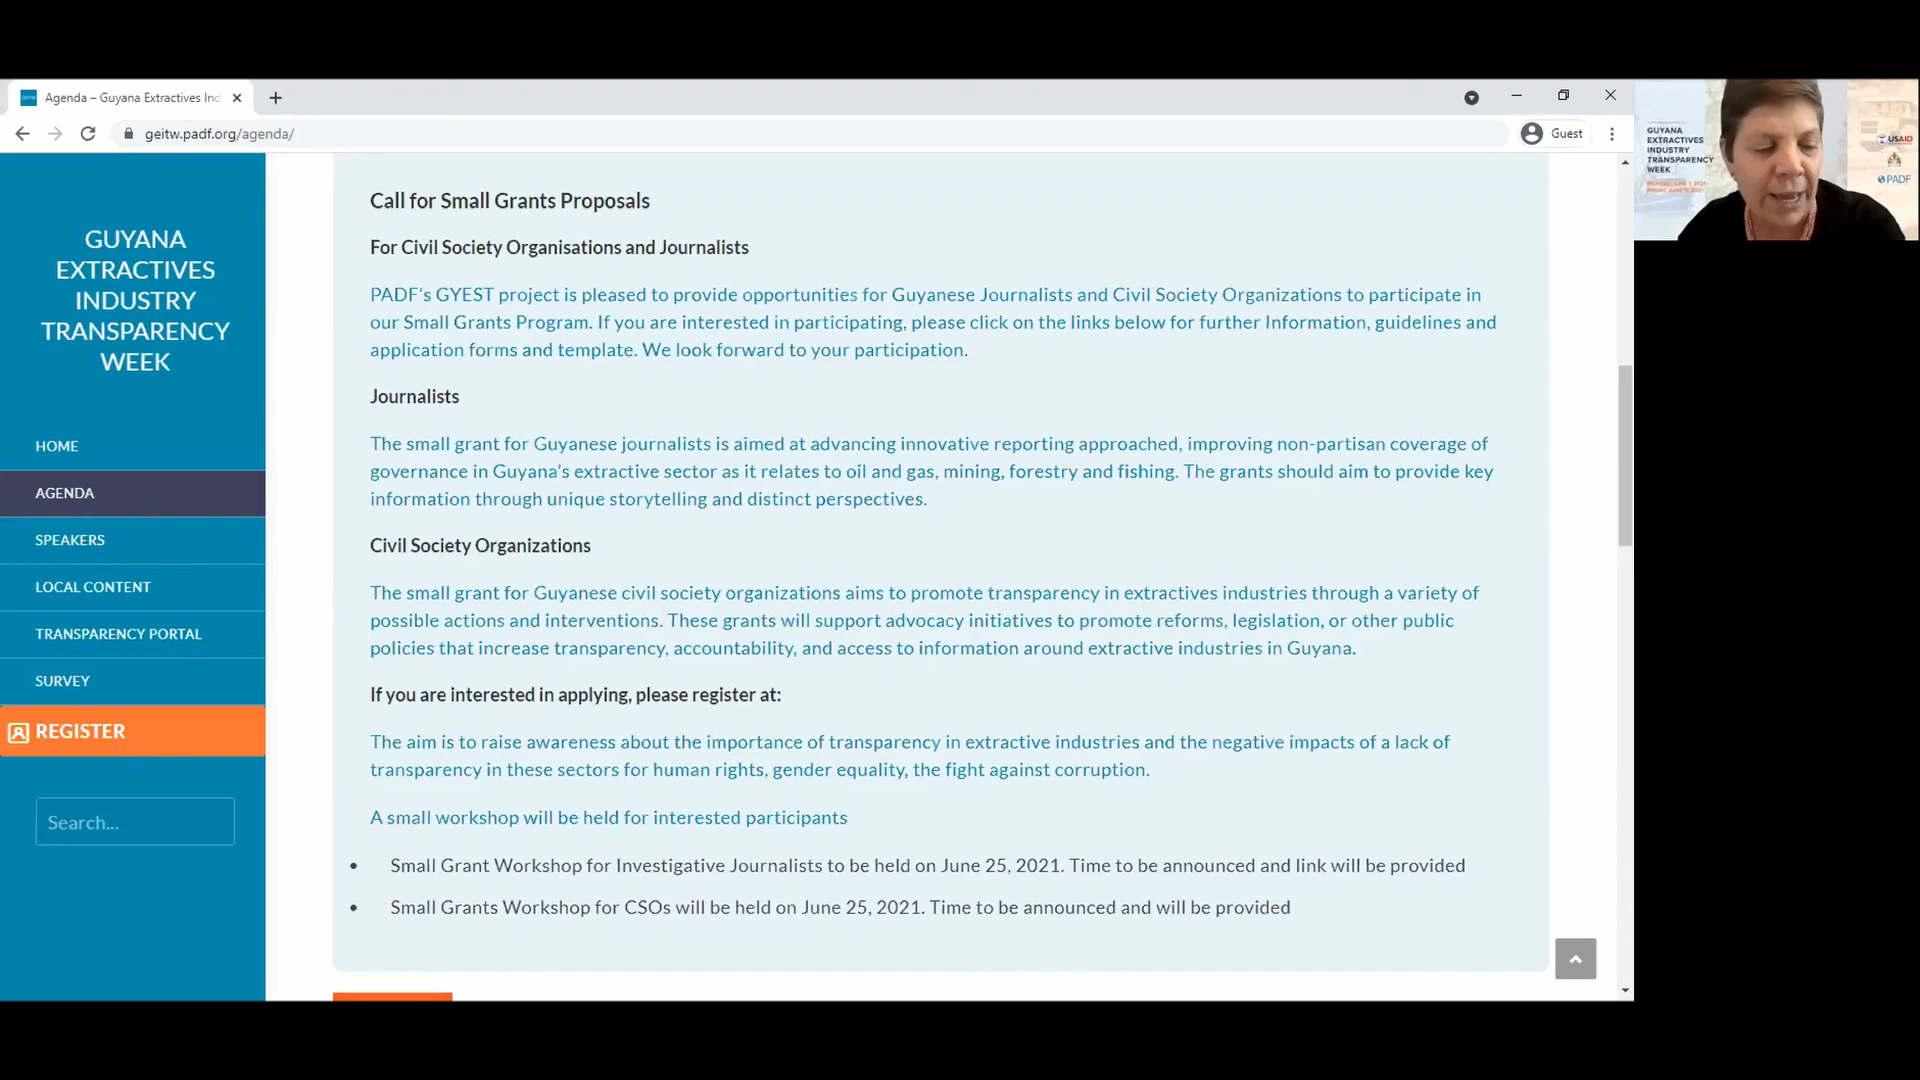 Agenda – Guyana Extractives Ind
geitw.padf.org/agenda/
Guest
GUYANA
EXTRACTIVES
INDUSTRY
TRANSPARENCY
WEEK
HOME
AGENDA
SPEAKERS
LOCAL CONTENT
TRANSPARENCY PORTAL
SURVEY
REGISTER
Search...
Call for Small Grants Proposals
For Civil Society Organisations and Journalists
PADF's GYEST project is pleased to provide opportunities for Guyanese Journalists and Civil Society Organizations to participate in
our Small Grants Program. If you are interested in participating, please click on the links below for further Information, guidelines and
application forms and template. We look forward to your participation.
Journalists
The small grant for Guyanese journalists is aimed at advancing innovative reporting approached, improving non-partisan coverage of
governance in Guyana's extractive sector as it relates to oil and gas, mining, forestry and fishing. The grants should aim to provide key
information through unique storytelling and distinct perspectives.
Civil Society Organizations
The small grant for Guyanese civil society organizations aims to promote transparency in extractives industries through a variety of
possible actions and interventions. These grants will support advocacy initiatives to promote reforms, legislation, or other public
policies that increase transparency, accountability, and access to information around extractive industries in Guyana.
If you are interested in applying, please register at:
The aim is to raise awareness about the importance of transparency in extractive industries and the negative impacts of a lack of
transparency in these sectors for human rights, gender equality, the fight against corruption.
A small workshop will be held for interested participants
• Small Grant Workshop for Investigative Journalists to be held on June 25, 2021. Time to be announced and link will be provided
• Small Grants Workshop for CSOs will be held on June 25, 2021. Time to be announced and will be provided
GUYANA
EXTRACTIVES
INDUSTRY
TRANSPARENCY
WEEK
USAID
PADF